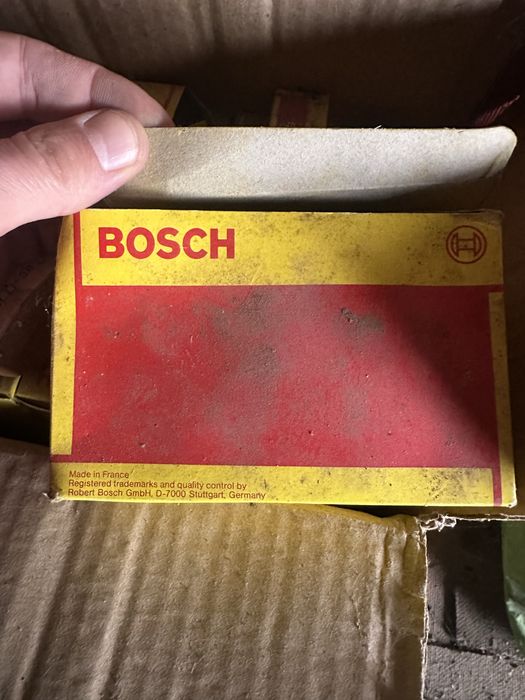 BOSCH
Made in France
Registered trademarks and quality control by
Robert Bosch GmbH, D-7000 Stuttgart, Germany